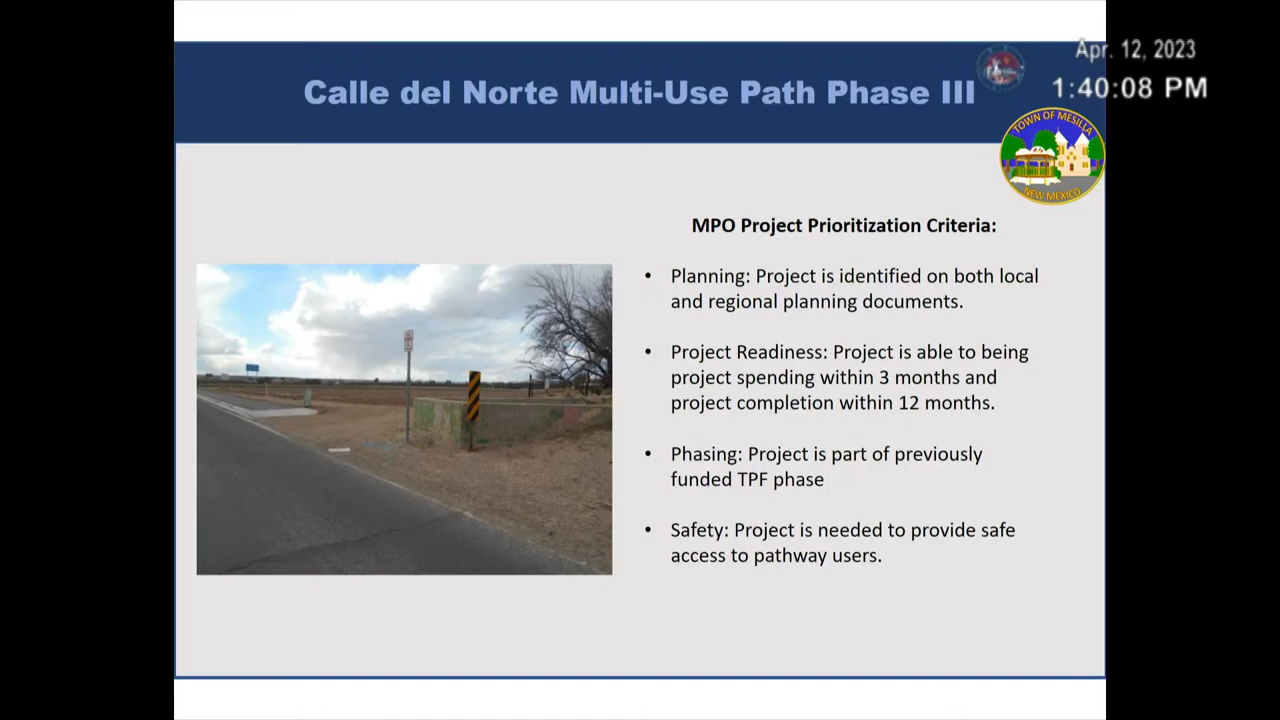 Apr. 12, 2023
1:40:08 PM
Calle del Norte Multi-Use Path Phase III
TOWN OF MESILLA
NEW MEXICO
MPO Project Prioritization Criteria:
• Planning: Project is identified on both local
and regional planning documents.
• Project Readiness: Project is able to being
project spending within 3 months and
project completion within 12 months.
• Phasing: Project is part of previously
funded TPF phase
• Safety: Project is needed to provide safe
access to pathway users.